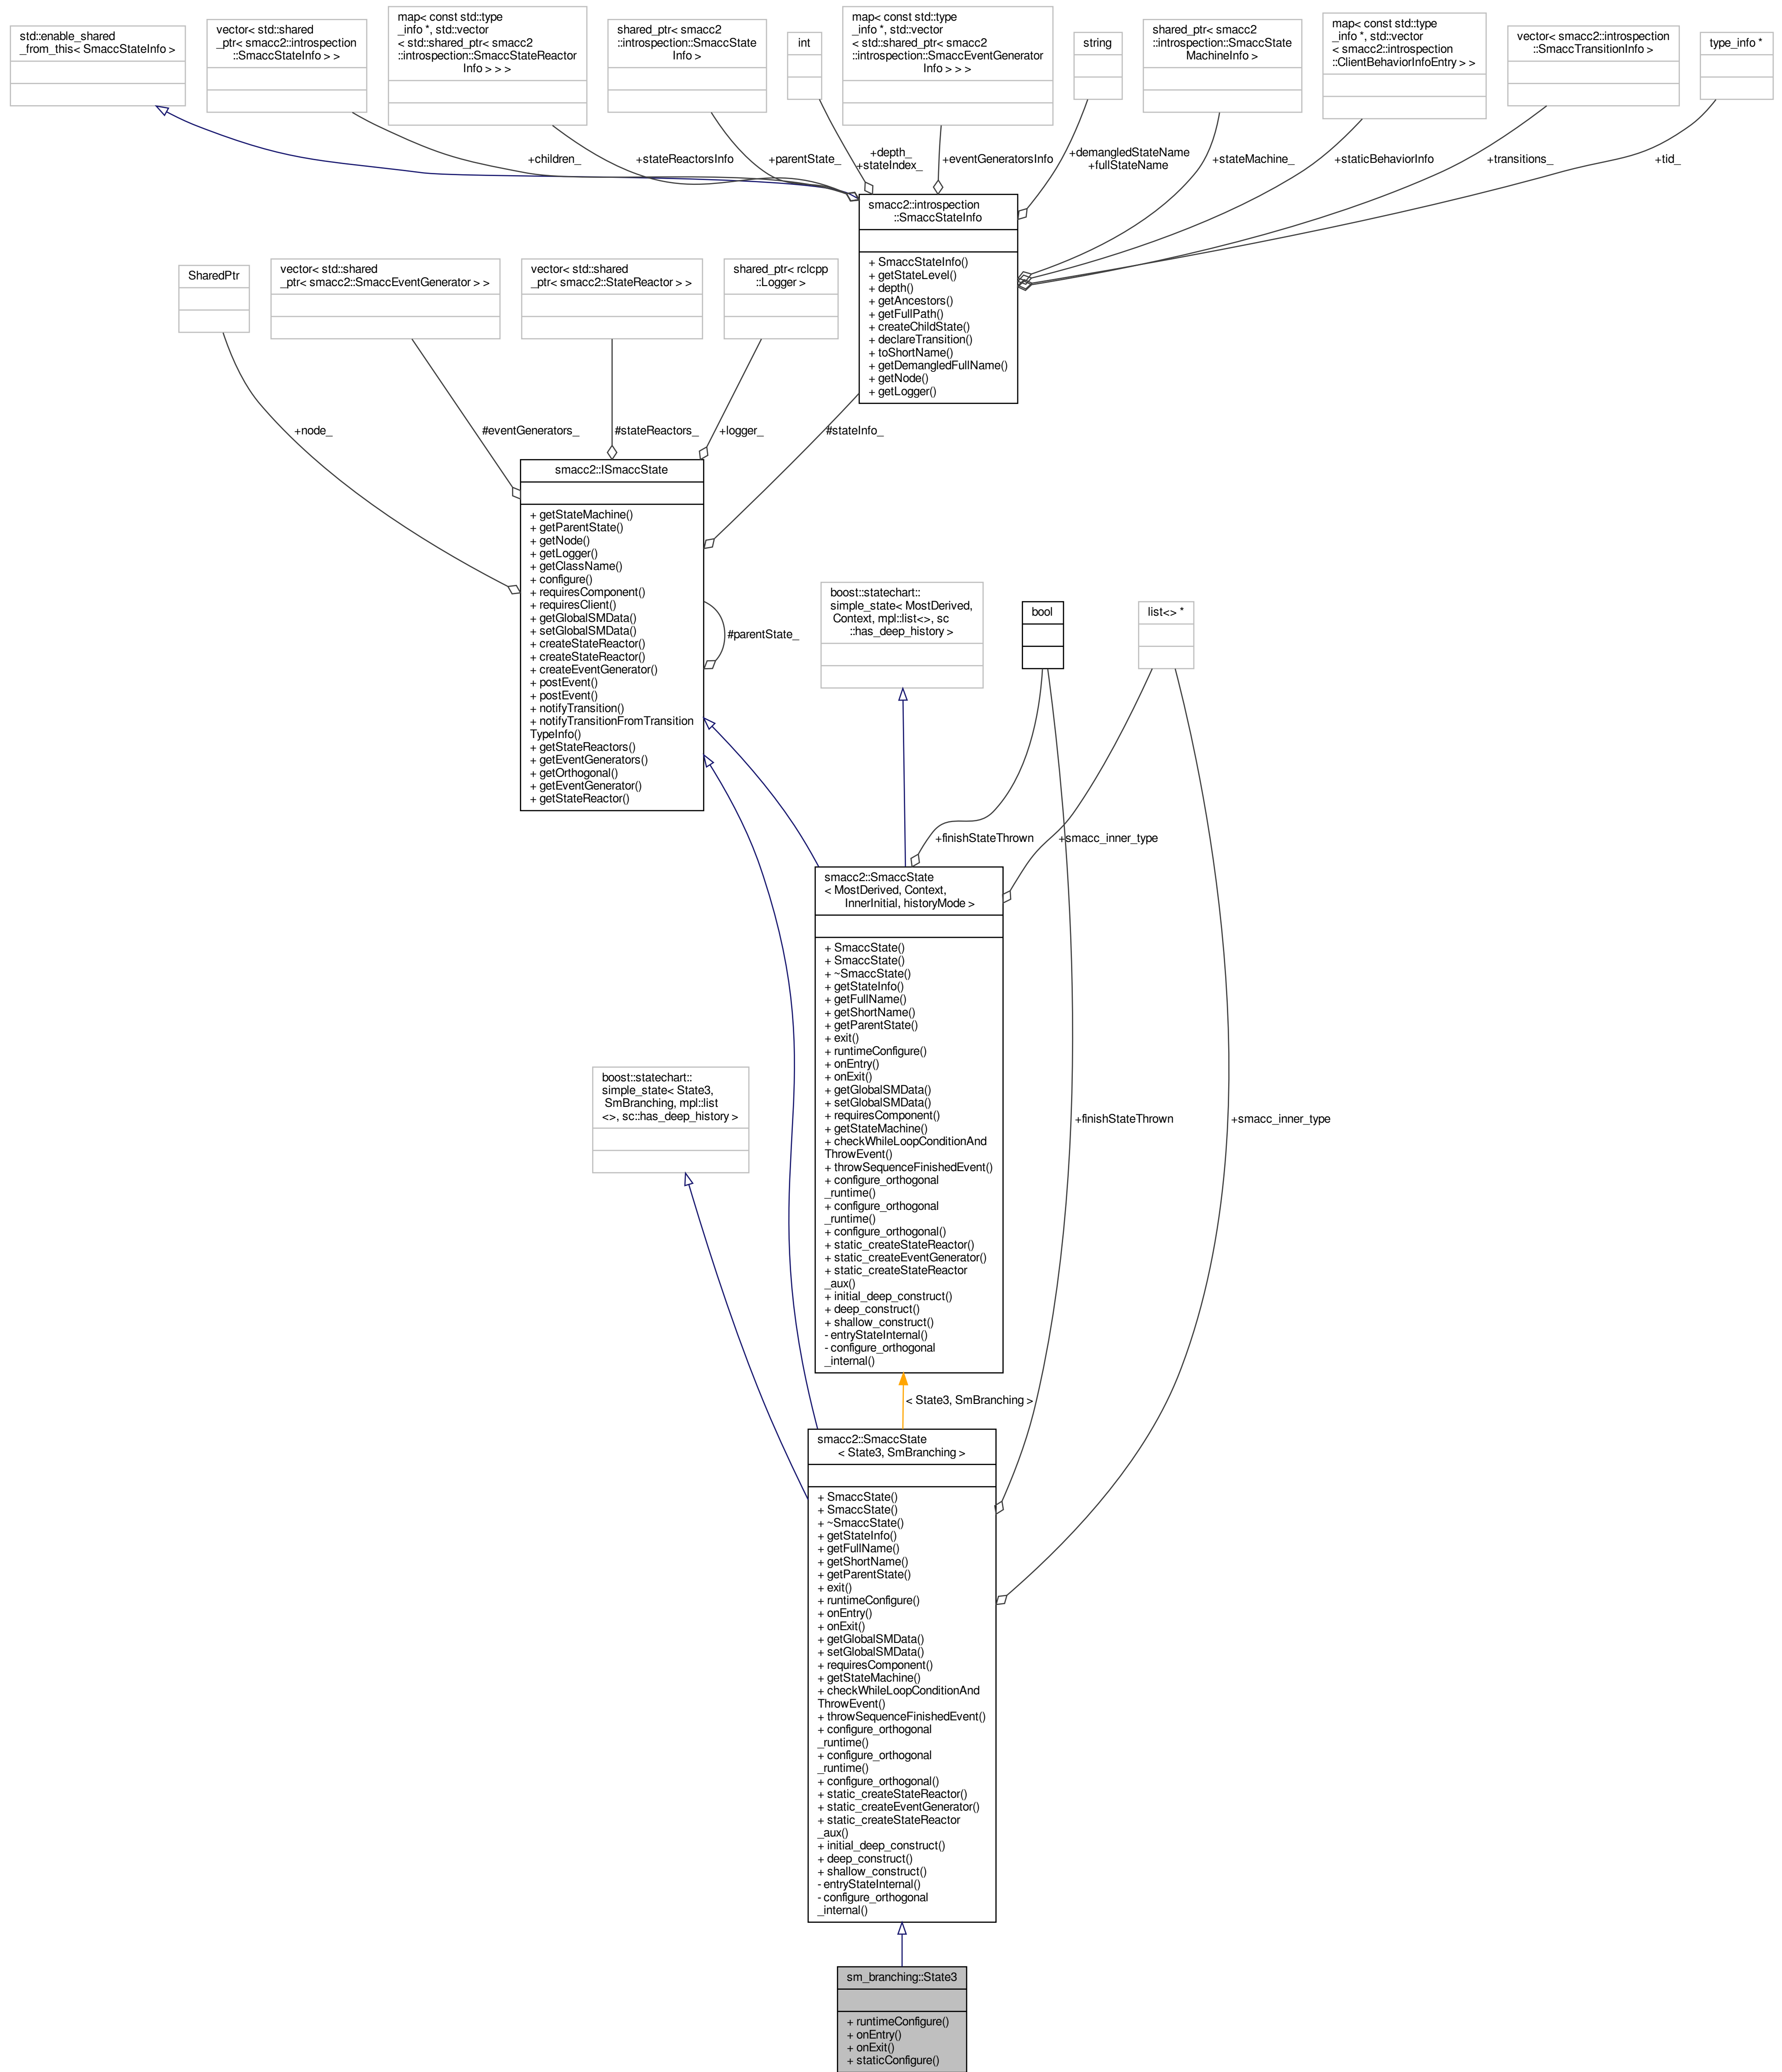 std::enable_shared
_from_this< SmaccStateInfo >
vector< std::shared
_ptr< smacc2::introspection
::SmaccStateInfo > >
map< const std::type
_info *, std::vector
< std::shared_ptr< smacc2
::introspection::SmaccStateReactor
Info > > >
shared_ptr< smacc2
::introspection::SmaccState
Info >
int
map< const std::type
_info *, std::vector
< std::shared_ptr< smacc2
::introspection::SmaccEventGenerator
Info > > >
string
shared_ptr< smacc2
::introspection::SmaccState
MachineInfo >
map< const std::type
_info *, std::vector
< smacc2::introspection
::ClientBehaviorInfoEntry > >
vector< smacc2::introspection
::SmaccTransitionInfo >
type_info *
+children_
+stateReactorsInfo
+parentState_
+depth_
+stateIndex_
+eventGeneratorsInfo
+demangledStateName
+fullStateName
+stateMachine_
+staticBehaviorInfo
+transitions_
+tid_
smacc2::introspection
::SmaccStateInfo
+ SmaccStateInfo()
+ getStateLevel()
+ depth()
+ getAncestors()
+ getFullPath()
+ createChildState()
+ declareTransition()
+ toShortName()
+ getDemangledFullName()
+ getNode()
+ getLogger()
SharedPtr
vector< std::shared
_ptr< smacc2::SmaccEventGenerator > >
vector< std::shared
_ptr< smacc2::StateReactor > >
shared_ptr< rclcpp
::Logger >
+node_
#eventGenerators_
#stateReactors_
+logger_
#stateInfo_
smacc2::ISmaccState
+ getStateMachine()
+ getParentState()
+ getNode()
+ getLogger()
+ getClassName()
+ configure()
+ requiresComponent()
+ requiresClient()
+ getGlobalSMData()
+ setGlobalSMData()
+ createStateReactor()
+ createStateReactor()
+ createEventGenerator()
+ postEvent()
+ postEvent()
+ notifyTransition()
+ notifyTransitionFromTransition
TypeInfo()
+ getStateReactors()
+ getEventGenerators()
+ getOrthogonal()
+ getEventGenerator()
+ getStateReactor()
#parentState_
boost::statechart::
simple_state< MostDerived,
Context, mpl::list<>, sc
::has_deep_history >
bool
list<> *
+finishStateThrown
+smacc_inner_type
smacc2::SmaccState
< MostDerived, Context,
InnerInitial, historyMode >
+ SmaccState()
+ SmaccState()
+ ~SmaccState()
+ getStateInfo()
+ getFullName()
+ getShortName()
+ getParentState()
+ exit()
+ runtimeConfigure()
+ onEntry()
+ onExit()
+ getGlobalSMData()
+ setGlobalSMData()
+ requiresComponent()
+ getStateMachine()
+ checkWhileLoopConditionAnd
ThrowEvent()
+ throwSequenceFinishedEvent()
+ configure_orthogonal
_runtime()
+ configure_orthogonal
_runtime()
+ configure_orthogonal()
+ static_createStateReactor()
+ static_createEventGenerator()
+ static_createStateReactor
_aux()
+ initial_deep_construct()
+ deep_construct()
+ shallow_construct()
- entryStateInternal()
- configure_orthogonal
_internal()
boost::statechart::
simple_state< State3,
SmBranching, mpl::list
<>, sc::has_deep_history >
+finishStateThrown
+smacc_inner_type
< State3, SmBranching >
smacc2::SmaccState
< State3, SmBranching >
+ SmaccState()
+ SmaccState()
+ ~SmaccState()
+ getStateInfo()
+ getFullName()
+ getShortName()
+ getParentState()
+ exit()
+ runtimeConfigure()
+ onEntry()
+ onExit()
+ getGlobalSMData()
+ setGlobalSMData()
+ requiresComponent()
+ getStateMachine()
+ checkWhileLoopConditionAnd
ThrowEvent()
+ throwSequenceFinishedEvent()
+ configure_orthogonal
_runtime()
+ configure_orthogonal
_runtime()
+ configure_orthogonal()
+ static_createStateReactor()
+ static_createEventGenerator()
+ static_createStateReactor
_aux()
+ initial_deep_construct()
+ deep_construct()
+ shallow_construct()
- entryStateInternal()
- configure_orthogonal
_internal()
sm_branching::State3
+ runtimeConfigure()
+ onEntry()
+ onExit()
+ staticConfigure()